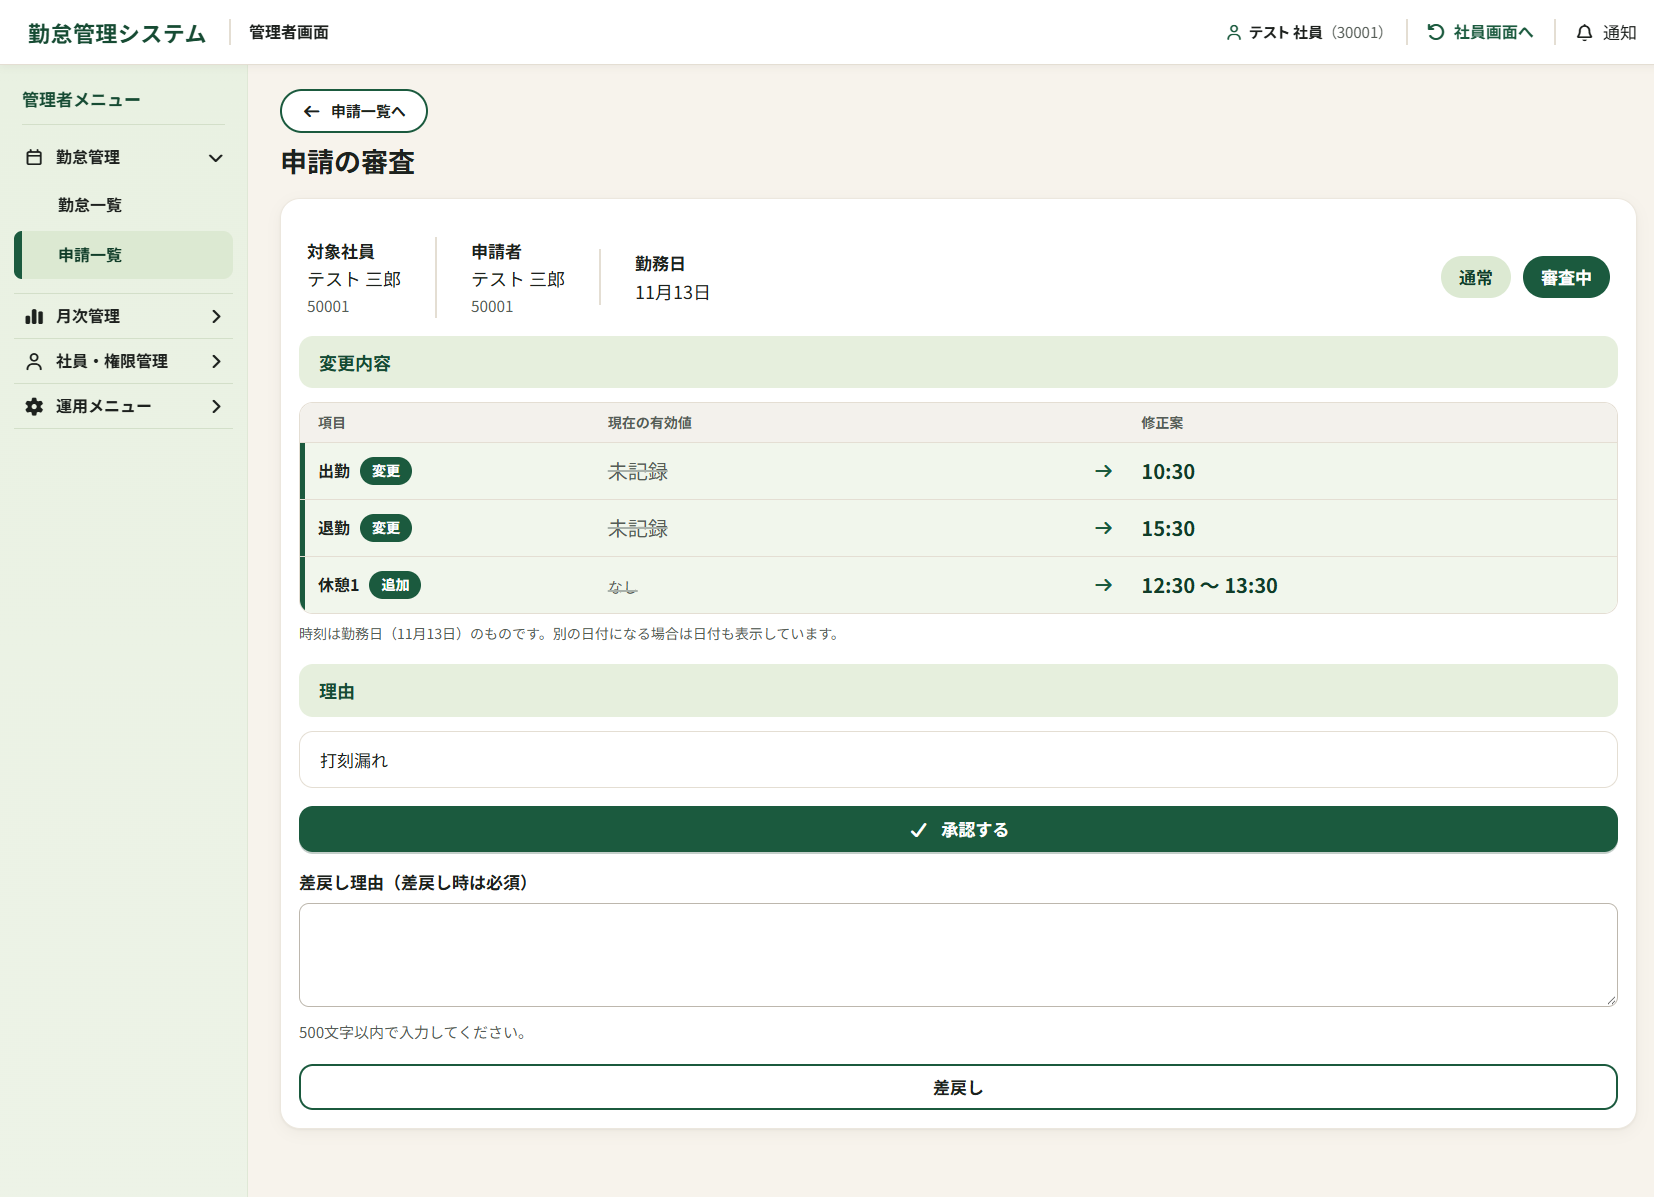 勤怠管理システム
管理者画面
テスト 社員（30001）
社員画面へ
通知
管理者メニュー
勤怠管理
勤怠一覧
申請一覧
月次管理
社員・権限管理
運用メニュー
申請一覧へ
申請の審査
対象社員
テスト 三郎
50001
申請者
テスト 三郎
50001
勤務日
11月13日
通常
審査中
変更内容
項目 現在の有効値 修正案
出勤 変更 未記録 → 10:30
退勤 変更 未記録 → 15:30
休憩1 追加 なし → 12:30 〜 13:30
時刻は勤務日（11月13日）のものです。別の日付になる場合は日付も表示しています。
理由
打刻漏れ
承認する
差戻し理由（差戻し時は必須）
500文字以内で入力してください。
差戻し